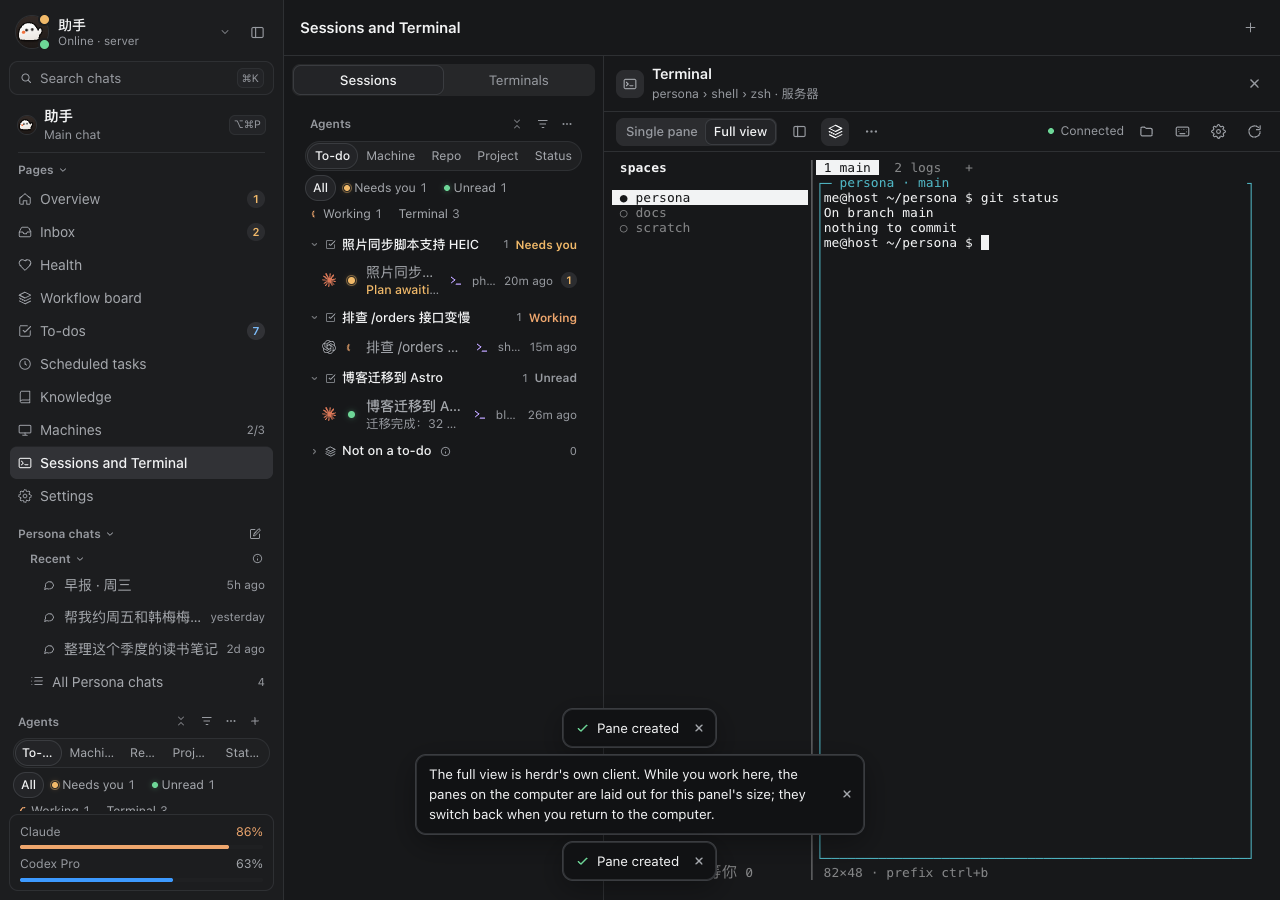 助手
Online · server
Search chats ⌘K
助手
Main chat
⌥⌘P
Pages
Overview 1
Inbox 2
Health
Workflow board
To-dos 7
Scheduled tasks
Knowledge
Machines 2/3
Sessions and Terminal
Settings
Persona chats
Recent
早报 · 周三 5h ago
帮我约周五和韩梅梅... yesterday
整理这个季度的读书笔记 2d ago
All Persona chats 4
Agents
To-... Machi... Re... Proj... Stat...
All Needs you 1 Unread 1
Working 1 Terminal 3
Claude 86%
Codex Pro 63%
Sessions and Terminal
Sessions Terminals
Agents
To-do Machine Repo Project Status
All Needs you 1 Unread 1
Working 1 Terminal 3
照片同步脚本支持 HEIC 1 Needs you
照片同步... ph... 20m ago 1
Plan awaiti...
排查 /orders 接口变慢 1 Working
排查 /orders ... sh... 15m ago
博客迁移到 Astro 1 Unread
博客迁移到 A... bl... 26m ago
迁移完成：32 ...
Not on a to-do 0
Terminal
persona › shell › zsh · 服务器
Single pane Full view
Connected
spaces
● persona
○ docs
○ scratch
1 main 2 logs +
persona · main
me@host ~/persona $ git status
On branch main
nothing to commit
me@host ~/persona $
Pane created
The full view is herdr's own client. While you work here, the
panes on the computer are laid out for this panel's size; they
switch back when you return to the computer.
Pane created
你 0
82×48 · prefix ctrl+b